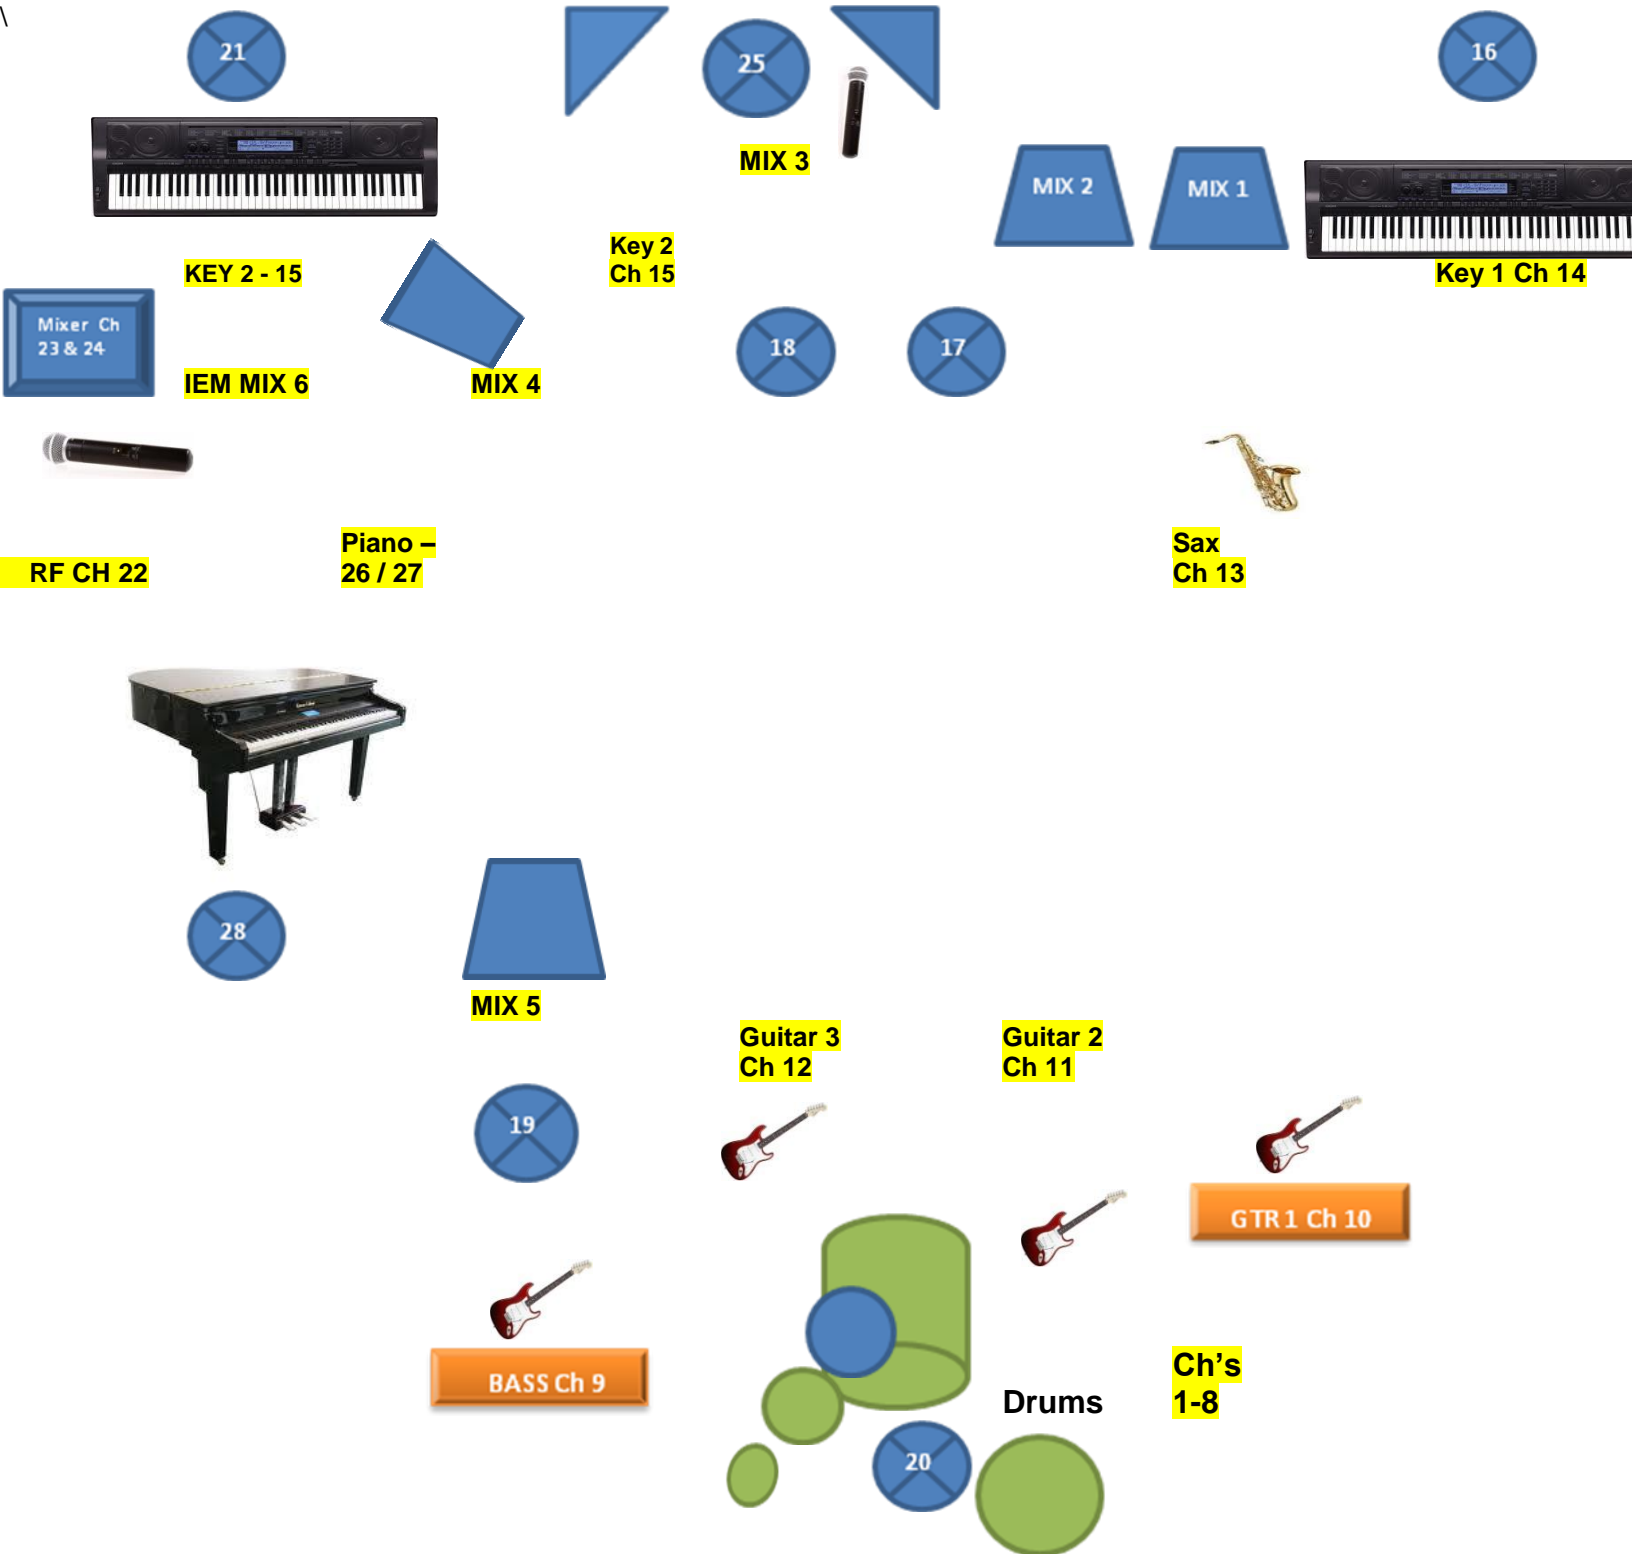 \
21
25
16
MIX 3
MIX 2
MIX 1
Key 2
Ch 15
KEY 2 - 15
Key 1 Ch 14
Mixer Ch
23 & 24
18
17
IEM MIX 6
MIX 4
Piano –
26 / 27
Sax
Ch 13
RF CH 22
28
MIX 5
Guitar 3
Ch 12
Guitar 2
Ch 11
19
GTR 1 Ch 10
BASS Ch 9
Ch's
1-8
Drums
20